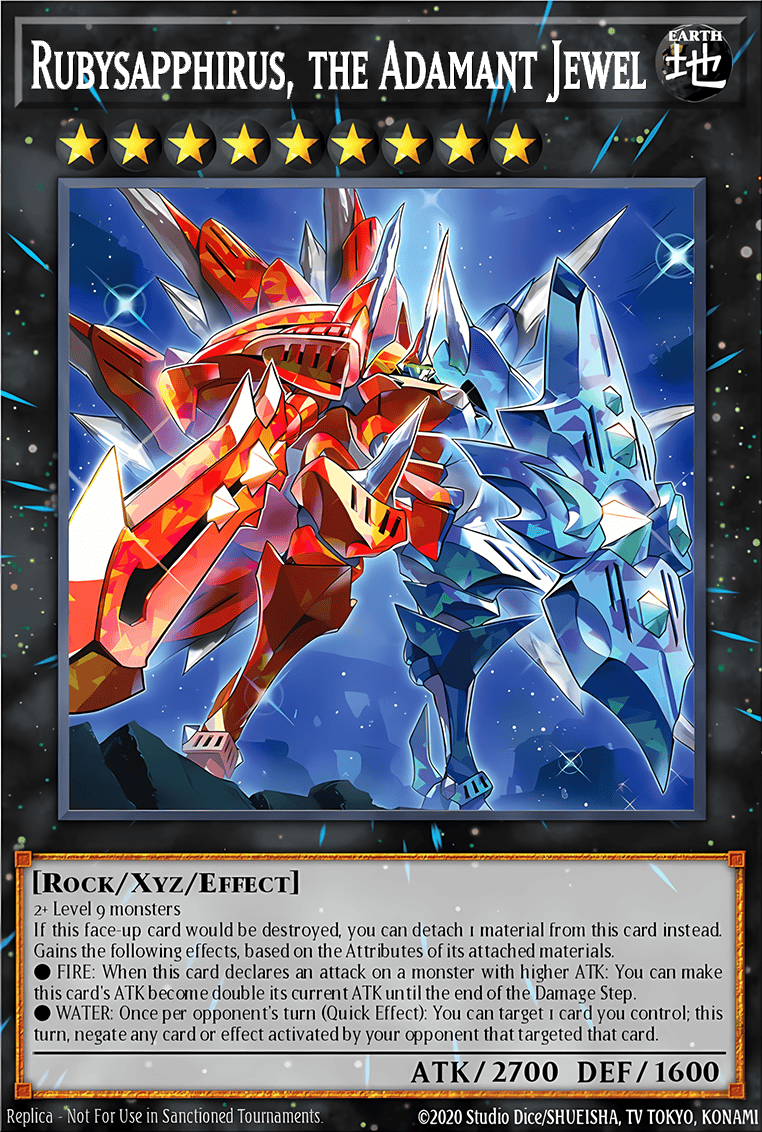 Rubysapphirus, the Adamant Jewel
EARTH
地
[Rock/Xyz/Effect]
2+ Level 9 monsters
If this face-up card would be destroyed, you can detach 1 material from this card instead.
Gains the following effects, based on the Attributes of its attached materials.
● FIRE: When this card declares an attack on a monster with higher ATK: You can make
this card's ATK become double its current ATK until the end of the Damage Step.
● WATER: Once per opponent's turn (Quick Effect): You can target 1 card you control; this
turn, negate any card or effect activated by your opponent that targeted that card.
ATK/2700 DEF/1600
Replica - Not For Use in Sanctioned Tournaments.
©2020 Studio Dice/SHUEISHA, TV TOKYO, KONAMI